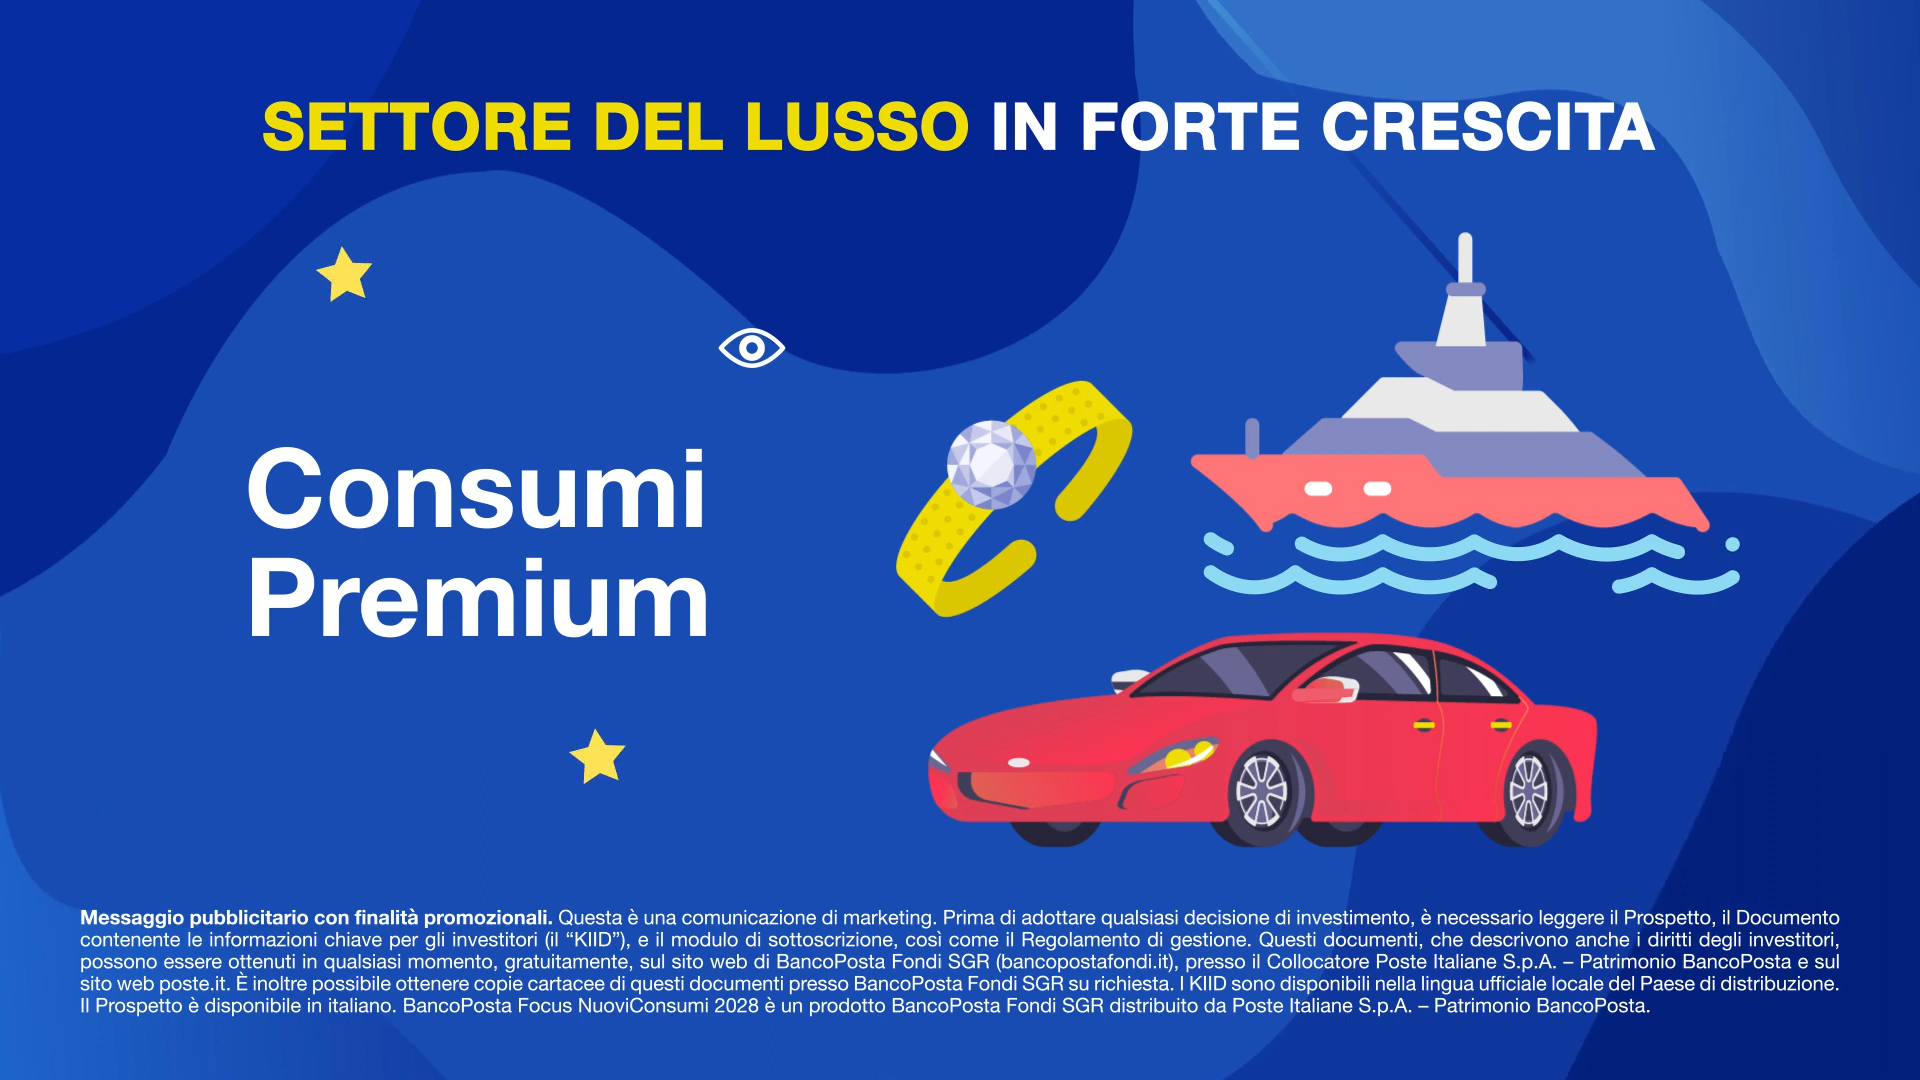 SETTORE DEL LUSSO IN FORTE CRESCITA
Consumi
Premium
Messaggio pubblicitario con finalità promozionali. Questa è una comunicazione di marketing. Prima di adottare qualsiasi decisione di investimento, è necessario leggere il Prospetto, il Documento
contenente le informazioni chiave per gli investitori (il “KIID”), e il modulo di sottoscrizione, così come il Regolamento di gestione. Questi documenti, che descrivono anche i diritti degli investitori,
possono essere ottenuti in qualsiasi momento, gratuitamente, sul sito web di BancoPosta Fondi SGR (bancopostafondi.it), presso il Collocatore Poste Italiane S.p.A. – Patrimonio BancoPosta e sul
sito web poste.it. È inoltre possibile ottenere copie cartacee di questi documenti presso BancoPosta Fondi SGR su richiesta. I KIID sono disponibili nella lingua ufficiale locale del Paese di distribuzione.
Il Prospetto è disponibile in italiano. BancoPosta Focus NuoviConsumi 2028 è un prodotto BancoPosta Fondi SGR distribuito da Poste Italiane S.p.A. – Patrimonio BancoPosta.